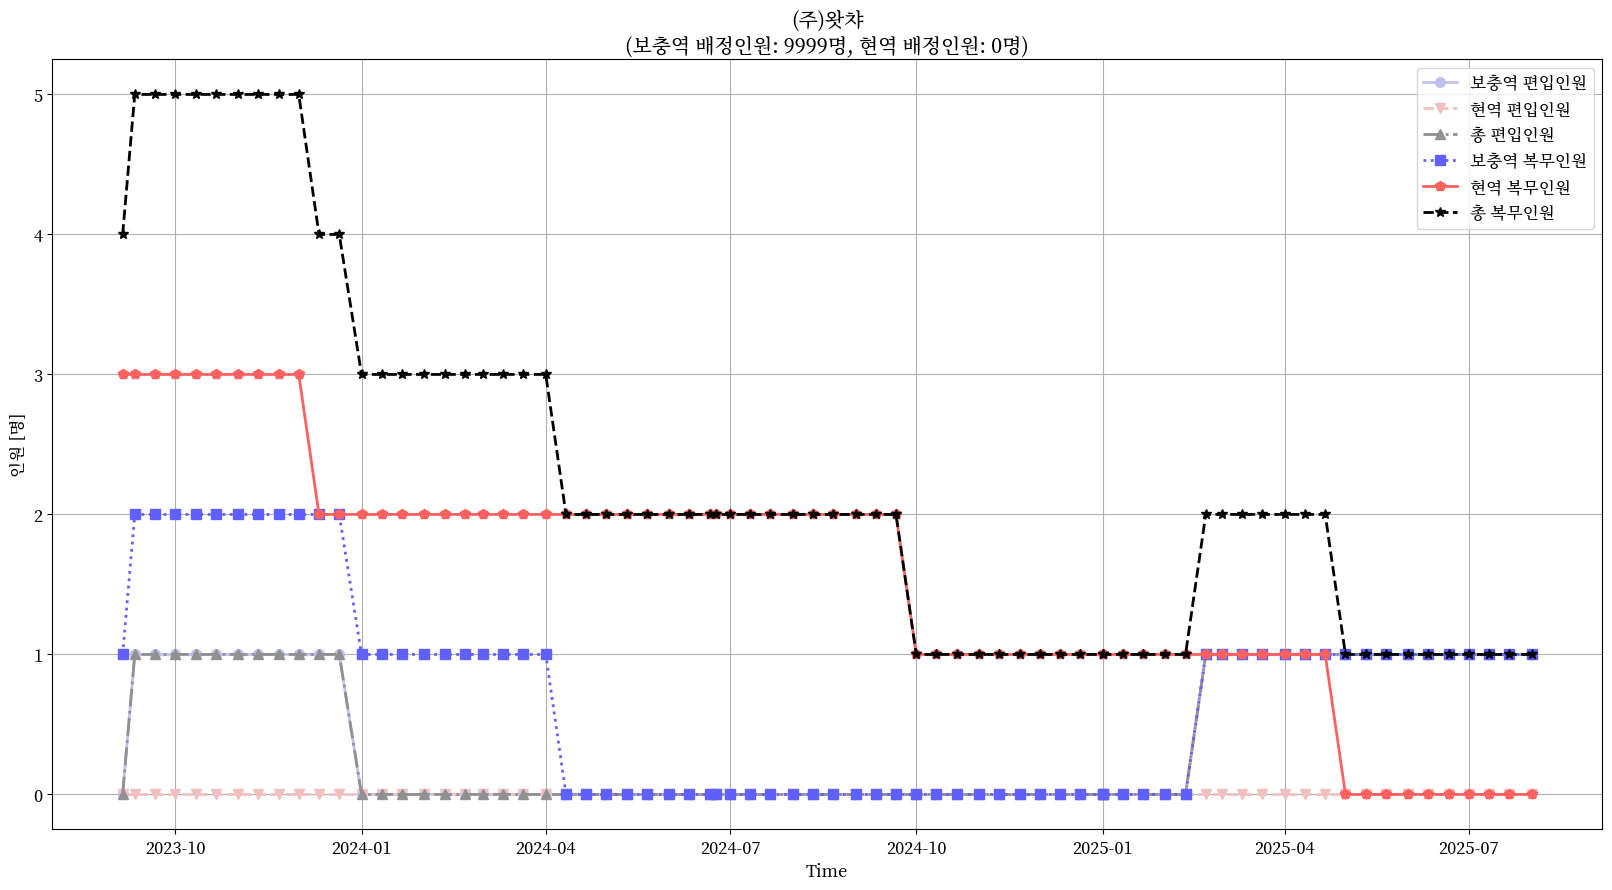 (주)왓챠
(보충역 배정인원: 9999명, 현역 배정인원: 0명)
보충역 편입인원
현역 편입인원
총 편입인원
보충역 복무인원
현역 복무인원
총 복무인원
인원 [명]
5
4
3
2
1
0
2023-10
2024-01
2024-04
2024-07
2024-10
2025-01
2025-04
2025-07
Time